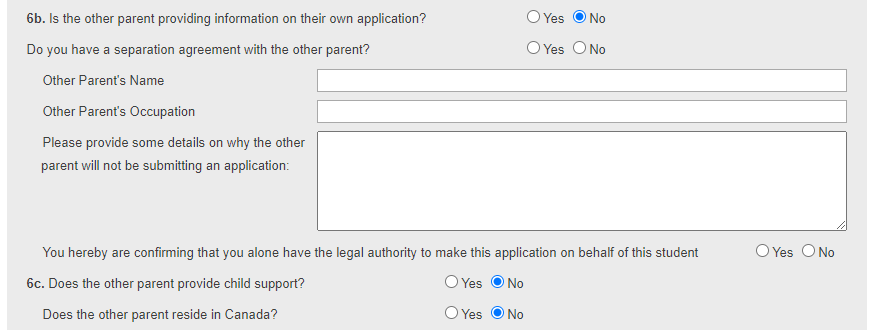 6b. Is the other parent providing information on their own application? Yes No
Do you have a separation agreement with the other parent? Yes No
Other Parent's Name
Other Parent's Occupation
Please provide some details on why the other
parent will not be submitting an application:
You hereby are confirming that you alone have the legal authority to make this application on behalf of this student Yes No
6c. Does the other parent provide child support? Yes No
Does the other parent reside in Canada? Yes No